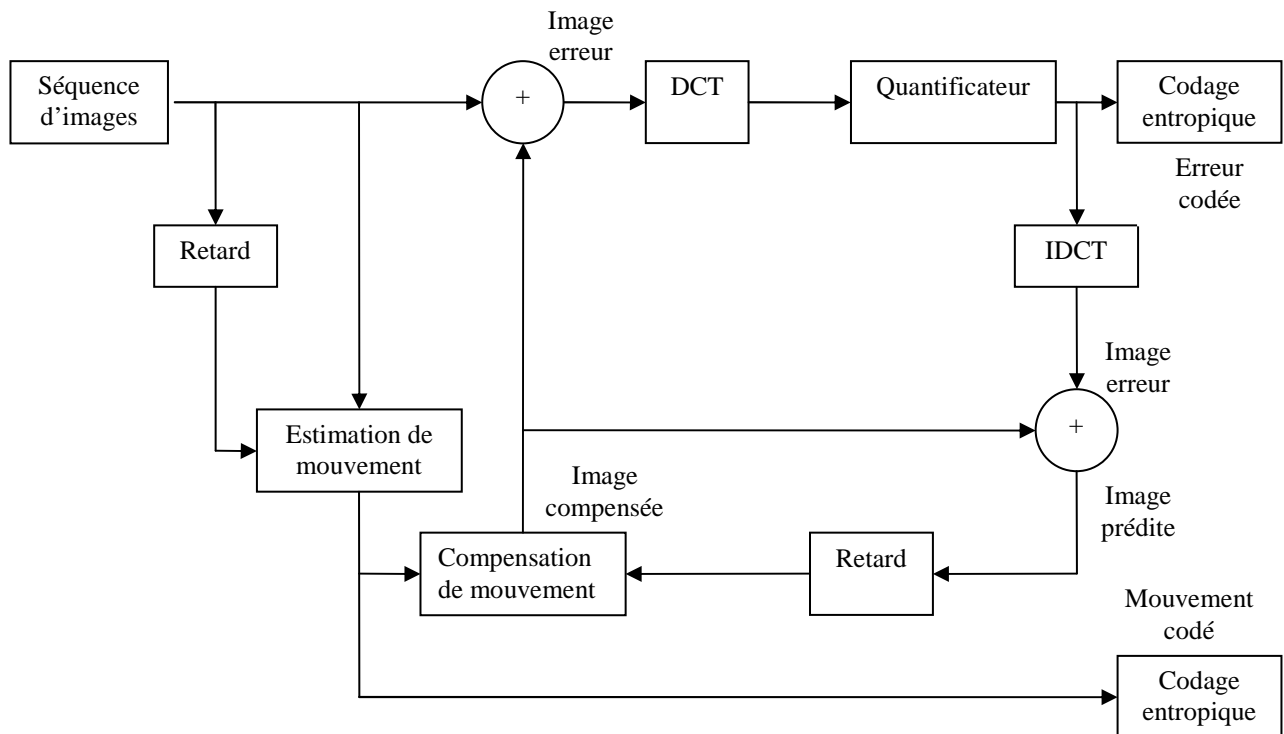 Image
erreur
Séquence
d'images
+
DCT
Quantificateur
Codage
entropique
Erreur
codée
Retard
IDCT
Image
erreur
Estimation de
mouvement
+
Image
compensée
Image
prédite
Compensation
de mouvement
Retard
Mouvement
codé
Codage
entropique